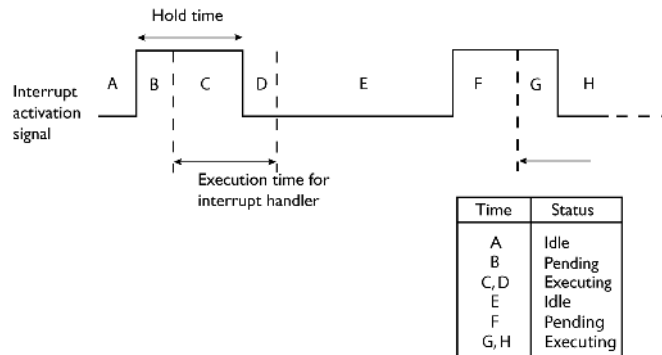 Hold time
A B C D E F G H
Interrupt
activation
signal
Execution time for
interrupt handler
Time Status
A Idle
B Pending
C, D Executing
E Idle
F Pending
G, H Executing